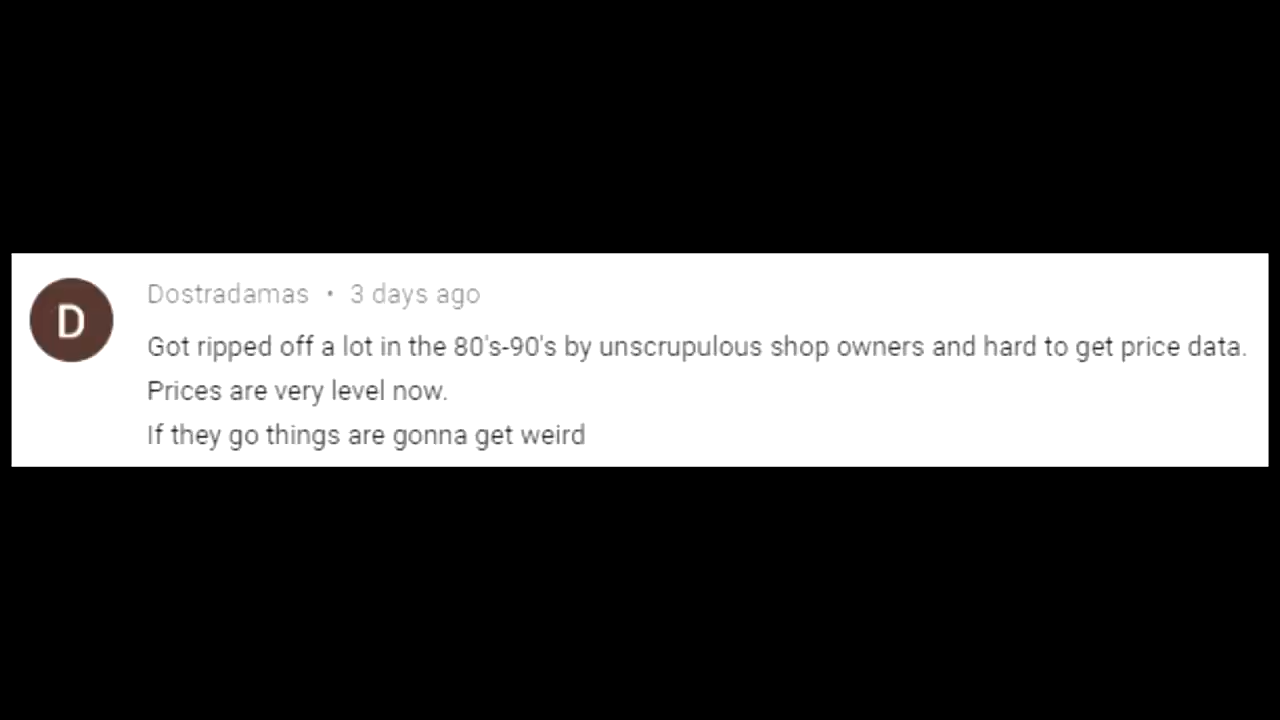 D
Dostradamas • 3 days ago
Got ripped off a lot in the 80's-90's by unscrupulous shop owners and hard to get price data.
Prices are very level now.
If they go things are gonna get weird